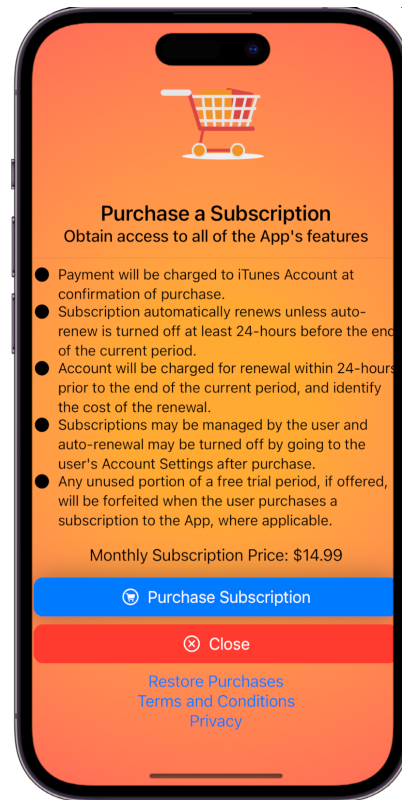 Purchase a Subscription
Obtain access to all of the App's features
Payment will be charged to iTunes Account at
confirmation of purchase.
Subscription automatically renews unless auto-
renew is turned off at least 24-hours before the end
of the current period.
Account will be charged for renewal within 24-hours
prior to the end of the current period, and identify
the cost of the renewal.
Subscriptions may be managed by the user and
auto-renewal may be turned off by going to the
user's Account Settings after purchase.
Any unused portion of a free trial period, if offered,
will be forfeited when the user purchases a
subscription to the App, where applicable.
Monthly Subscription Price: $14.99
Purchase Subscription
Close
Restore Purchases
Terms and Conditions
Privacy